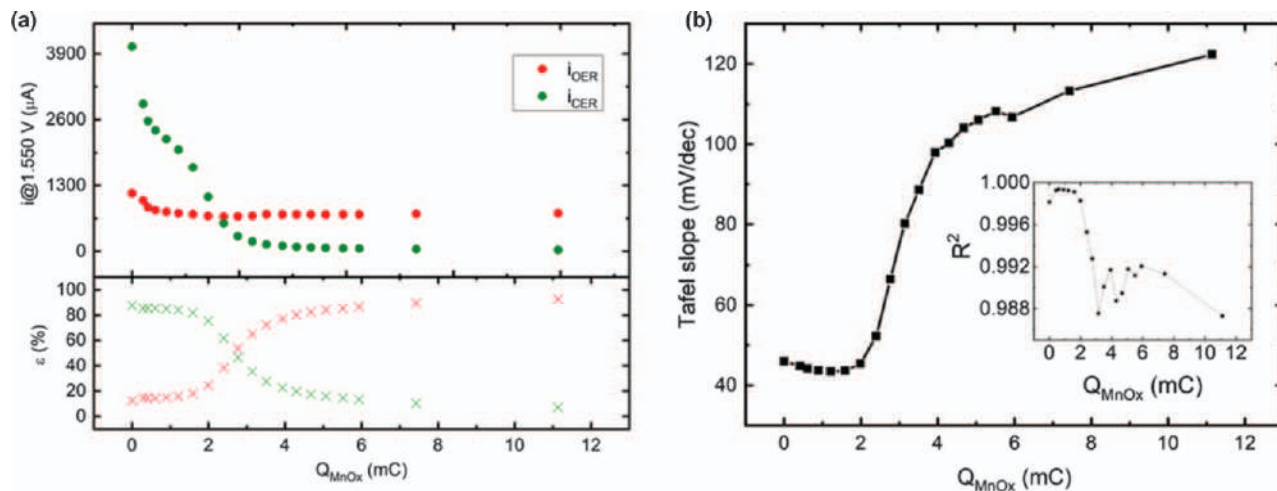 (a)
3900
2600
1300
0
i@1.550 V (μA)
i_OER
i_CER
100
80
60
40
20
0
ε (%)
0 2 4 6 8 10 12
Q_MnOx (mC)
(b)
120
100
80
60
40
Tafel slope (mV/dec)
0 2 4 6 8 10 12
Q_MnOx (mC)
1.000
0.996
0.992
0.988
R²
0 2 4 6 8 10 12
Q_MnOx (mC)